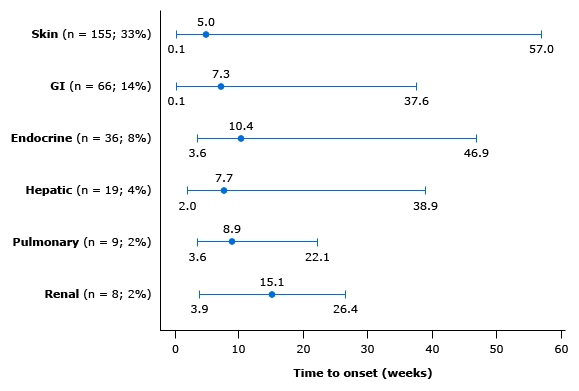 5.0
Skin (n = 155; 33%)
0.1 57.0
7.3
GI (n = 66; 14%)
0.1 37.6
10.4
Endocrine (n = 36; 8%)
3.6 46.9
7.7
Hepatic (n = 19; 4%)
2.0 38.9
8.9
Pulmonary (n = 9; 2%)
3.6 22.1
15.1
Renal (n = 8; 2%)
3.9 26.4
0 10 20 30 40 50 60
Time to onset (weeks)